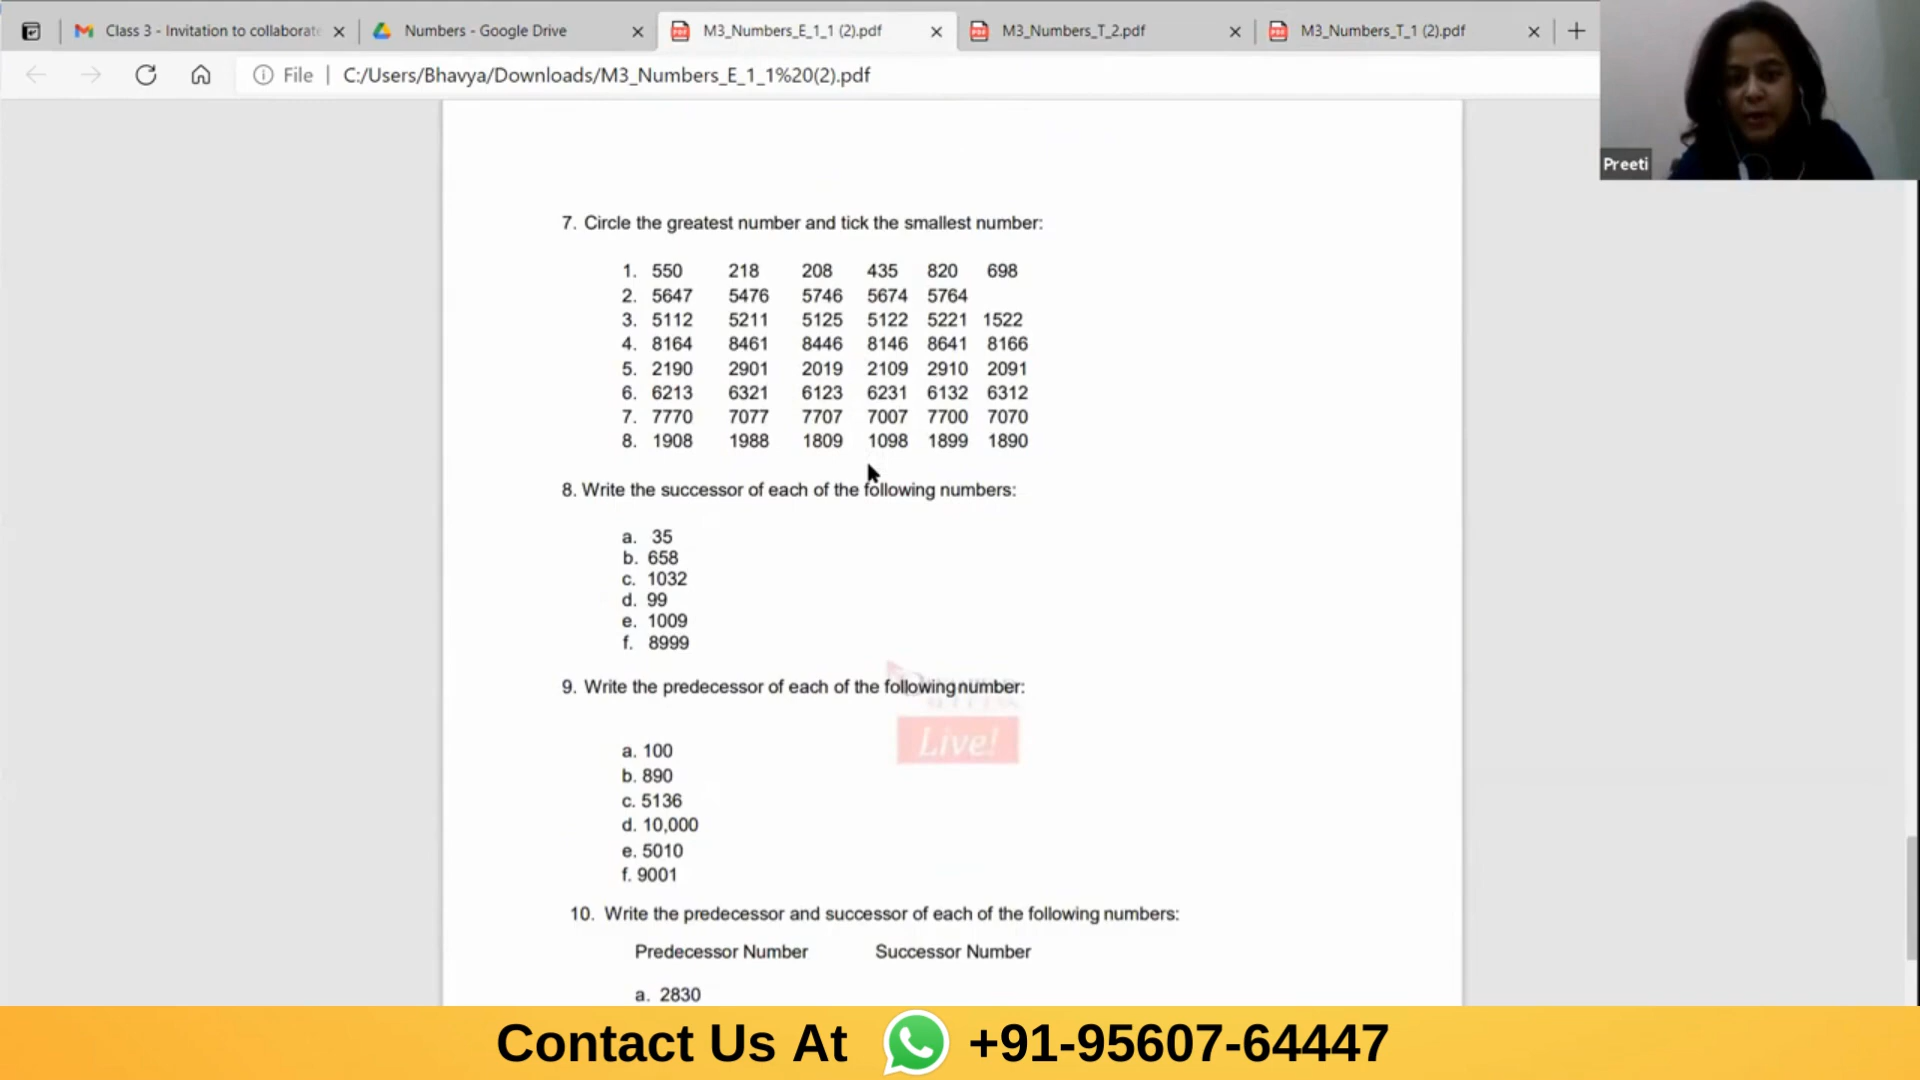 Class 3 - Invitation to collaborate
Numbers - Google Drive
M3_Numbers_E_1_1 (2).pdf
M3_Numbers_T_2.pdf
M3_Numbers_T_1 (2).pdf
File
C:/Users/Bhavya/Downloads/M3_Numbers_E_1_1%20(2).pdf
Preeti
7. Circle the greatest number and tick the smallest number:
1. 550 218 208 435 820 698
2. 5647 5476 5746 5674 5764
3. 5112 5211 5125 5122 5221 1522
4. 8164 8461 8446 8146 8641 8166
5. 2190 2901 2019 2109 2910 2091
6. 6213 6321 6123 6231 6132 6312
7. 7770 7077 7707 7007 7700 7070
8. 1908 1988 1809 1098 1899 1890
8. Write the successor of each of the following numbers:
a. 35
b. 658
c. 1032
d. 99
e. 1009
f. 8999
9. Write the predecessor of each of the following number:
Live!
a. 100
b. 890
c. 5136
d. 10,000
e. 5010
f. 9001
10. Write the predecessor and successor of each of the following numbers:
Predecessor Number Successor Number
a. 2830
Contact Us At +91-95607-64447